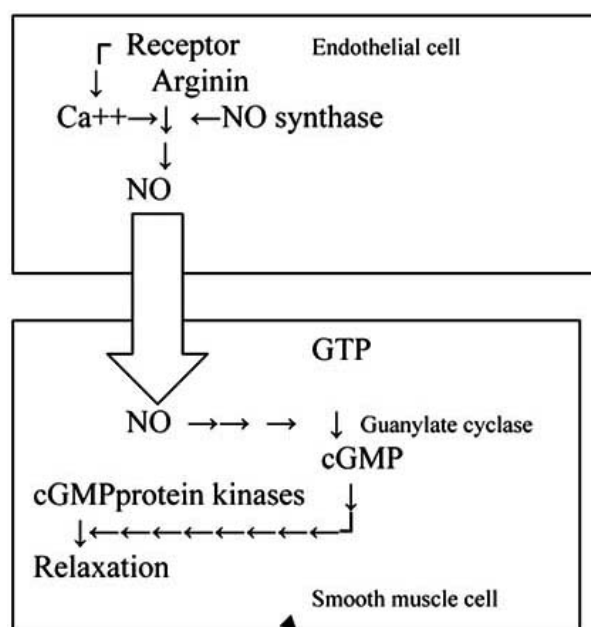 Receptor Endothelial cell
Arginin
Ca++→↓ ←NO synthase
NO
GTP
NO →→ → ↓ Guanylate cyclase
cGMP
cGMPprotein kinases
Relaxation
Smooth muscle cell